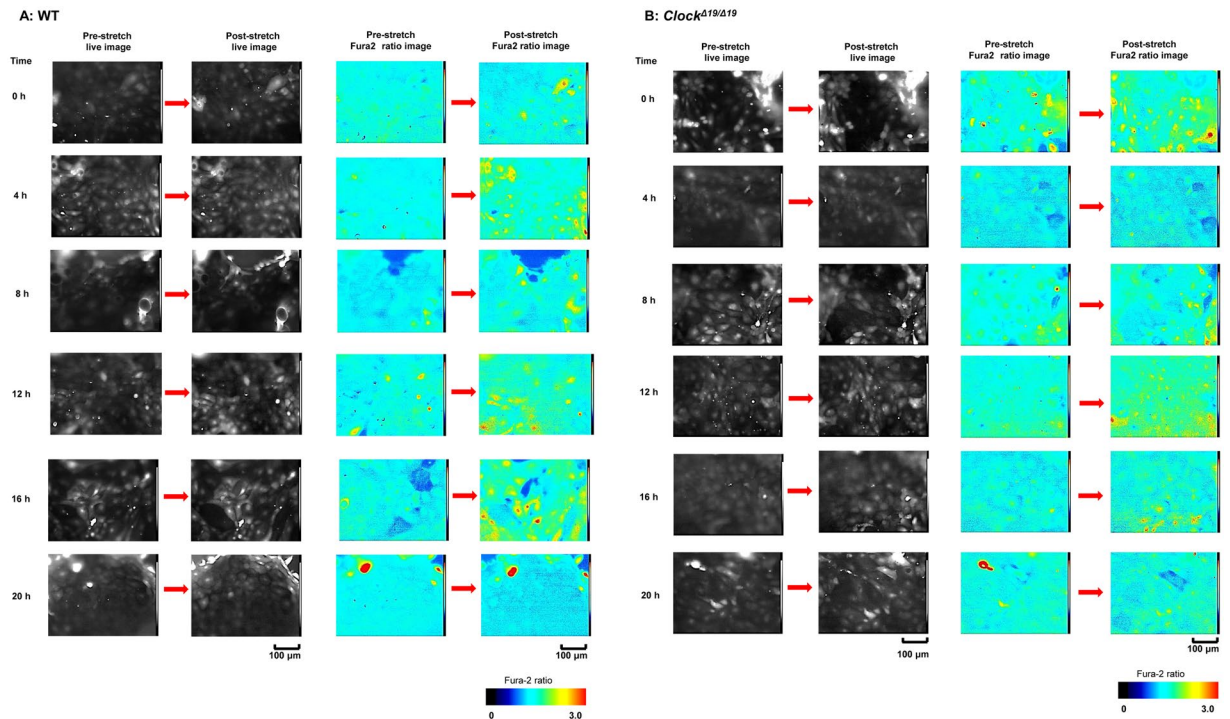 A: WT
Pre-stretch
live image
Post-stretch
live image
Pre-stretch
Fura2 ratio image
Post-stretch
Fura2 ratio image
Time
0 h
4 h
8 h
12 h
16 h
20 h
100 µm
100 µm
Fura-2 ratio
0
3.0
B: ClockΔ19/Δ19
Pre-stretch
live image
Post-stretch
live image
Pre-stretch
Fura2 ratio image
Post-stretch
Fura2 ratio image
0 h
4 h
8 h
12 h
16 h
20 h
100 µm
100 µm
Fura-2 ratio
0
3.0